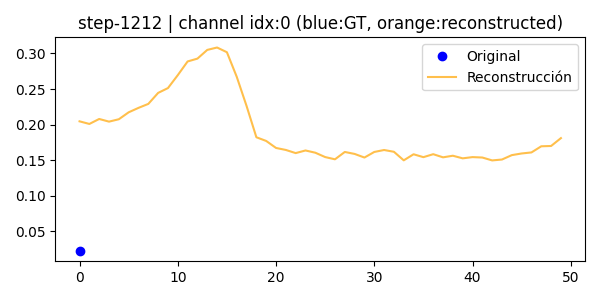 step-1212 | channel idx:0 (blue:GT, orange:reconstructed)
Original
Reconstrucción
0.30
0.25
0.20
0.15
0.10
0.05
0 10 20 30 40 50